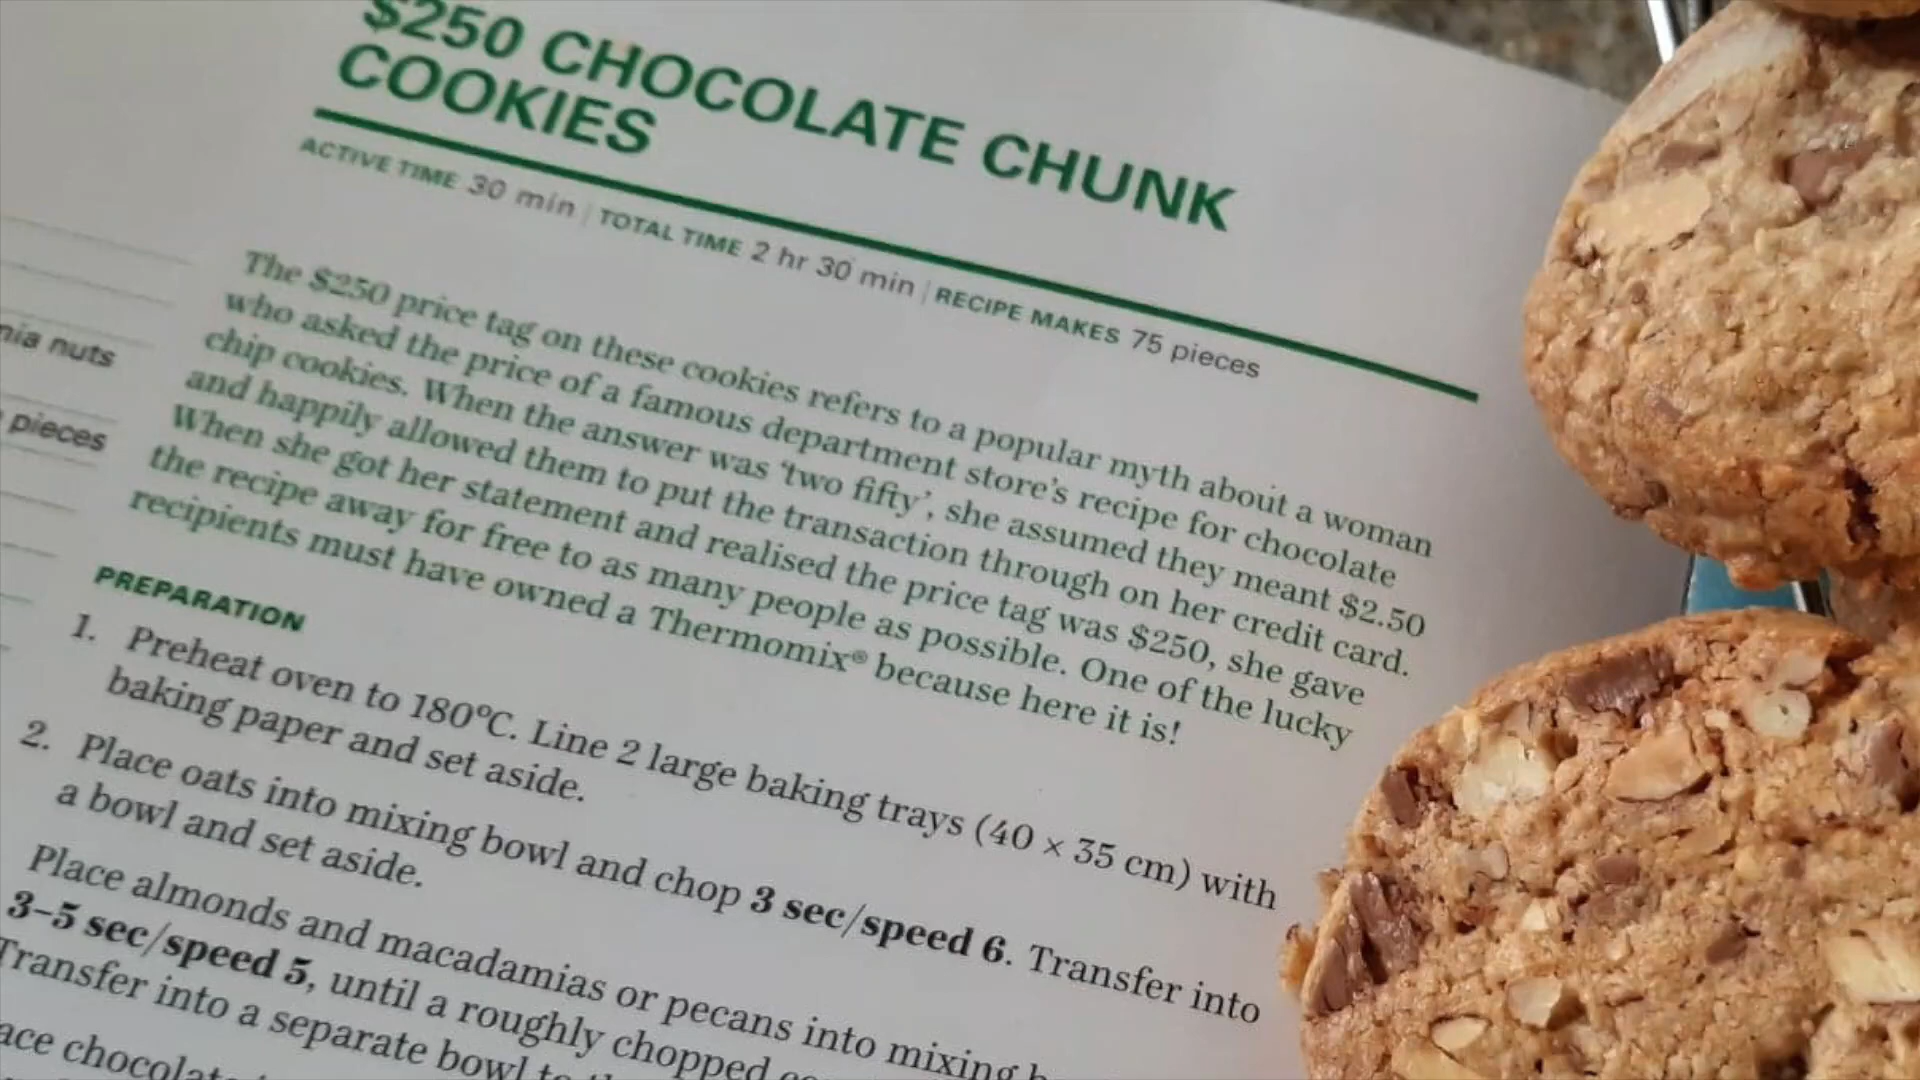 $250 CHOCOLATE CHUNK
COOKIES
ACTIVE TIME 30 min | TOTAL TIME 2 hr 30 min | RECIPE MAKES 75 pieces
The $250 price tag on these cookies refers to a popular myth about a woman
who asked the price of a famous department store's recipe for chocolate
chip cookies. When the answer was 'two fifty', she assumed they meant $2.50
and happily allowed them to put the transaction through on her credit card.
When she got her statement and realised the price tag was $250, she gave
the recipe away for free to as many people as possible. One of the lucky
recipients must have owned a Thermomix® because here it is!
nuts
pieces
PREPARATION
1. Preheat oven to 180°C. Line 2 large baking trays (40 × 35 cm) with
baking paper and set aside.
2. Place oats into mixing bowl and chop 3 sec/speed 6. Transfer into
a bowl and set aside.
Place almonds and macadamias or pecans into mixing
3–5 sec/speed 5, until a roughly chopped
Transfer into a separate bowl